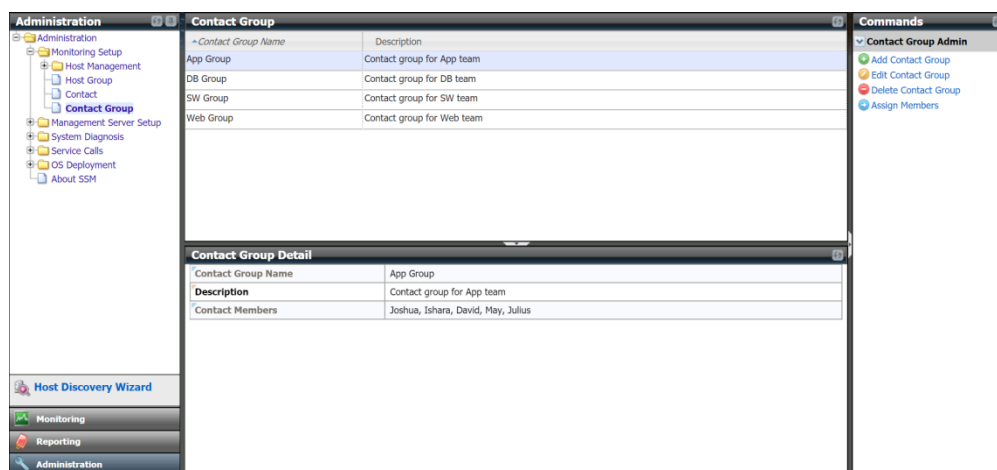 Administration
Administration
Monitoring Setup
Host Management
Host Group
Contact
Contact Group
Management Server Setup
System Diagnosis
Service Calls
OS Deployment
About SSM
Host Discovery Wizard
Monitoring
Reporting
Administration
Contact Group
Contact Group Name Description
App Group Contact group for App team
DB Group Contact group for DB team
SW Group Contact group for SW team
Web Group Contact group for Web team
Contact Group Detail
Contact Group Name App Group
Description Contact group for App team
Contact Members Joshua, Ishara, David, May, Julius
Commands
Contact Group Admin
Add Contact Group
Edit Contact Group
Delete Contact Group
Assign Members